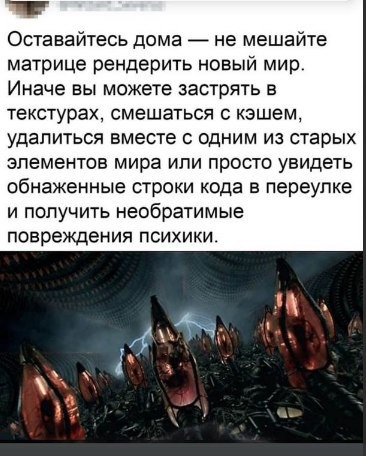 Оставайтесь дома — не мешайте
матрице рендерить новый мир.
Иначе вы можете застрять в
текстурах, смешаться с кэшем,
удалиться вместе с одним из старых
элементов мира или просто увидеть
обнаженные строки кода в переулке
и получить необратимые
повреждения психики.